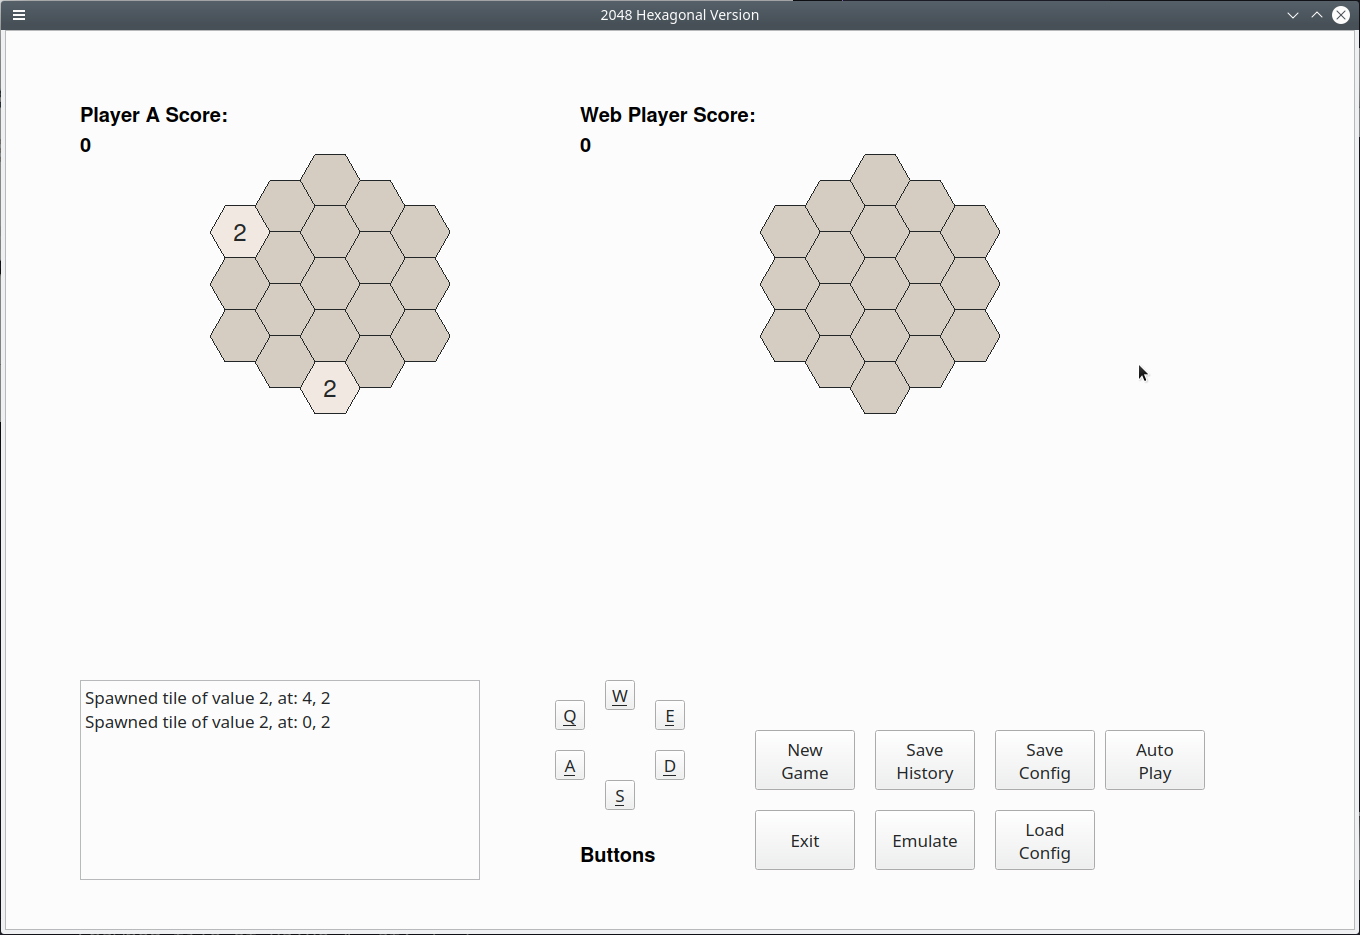 2048 Hexagonal Version
Player A Score:
0
Web Player Score:
0
2
2
Spawned tile of value 2, at: 4, 2
Spawned tile of value 2, at: 0, 2
W
Q
E
A
D
S
Buttons
New
Game
Save
History
Save
Config
Auto
Play
Exit
Emulate
Load
Config